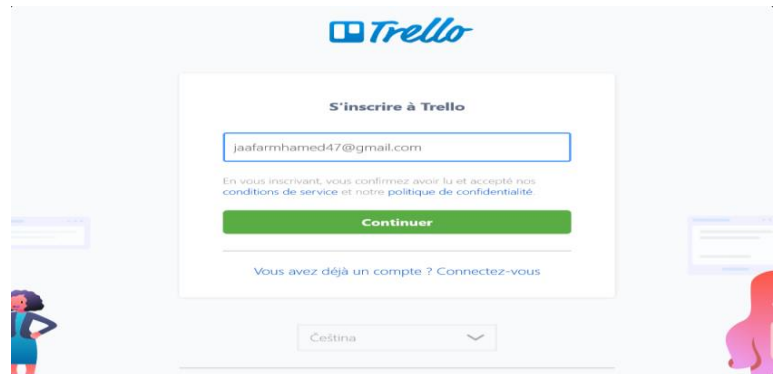 Trello
S'inscrire à Trello
jaafarmhamed47@gmail.com
En vous inscrivant, vous confirmez avoir lu et accepté nos
conditions de service et notre politique de confidentialité.
Continuer
Vous avez déjà un compte ? Connectez-vous
Čeština